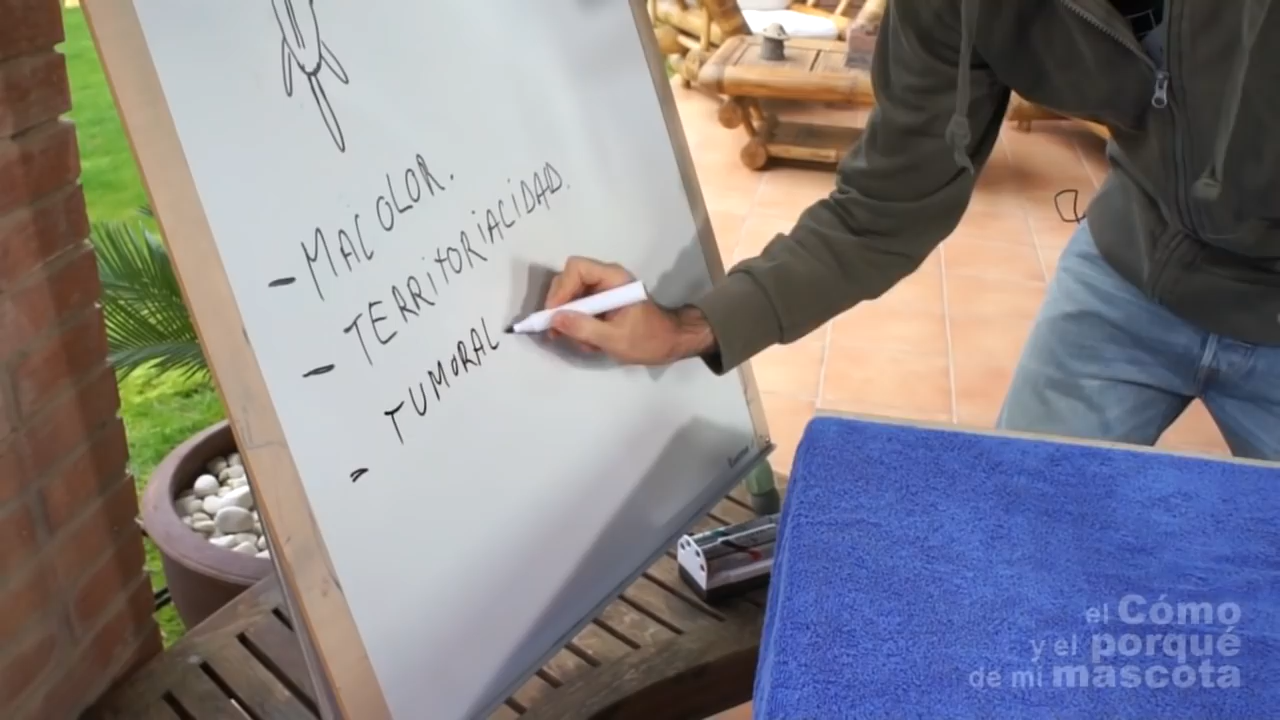 - MAL OLOR.
- TERRITORIALIDAD.
- TUMORAL
el Cómo
y el porqué
de mi mascota